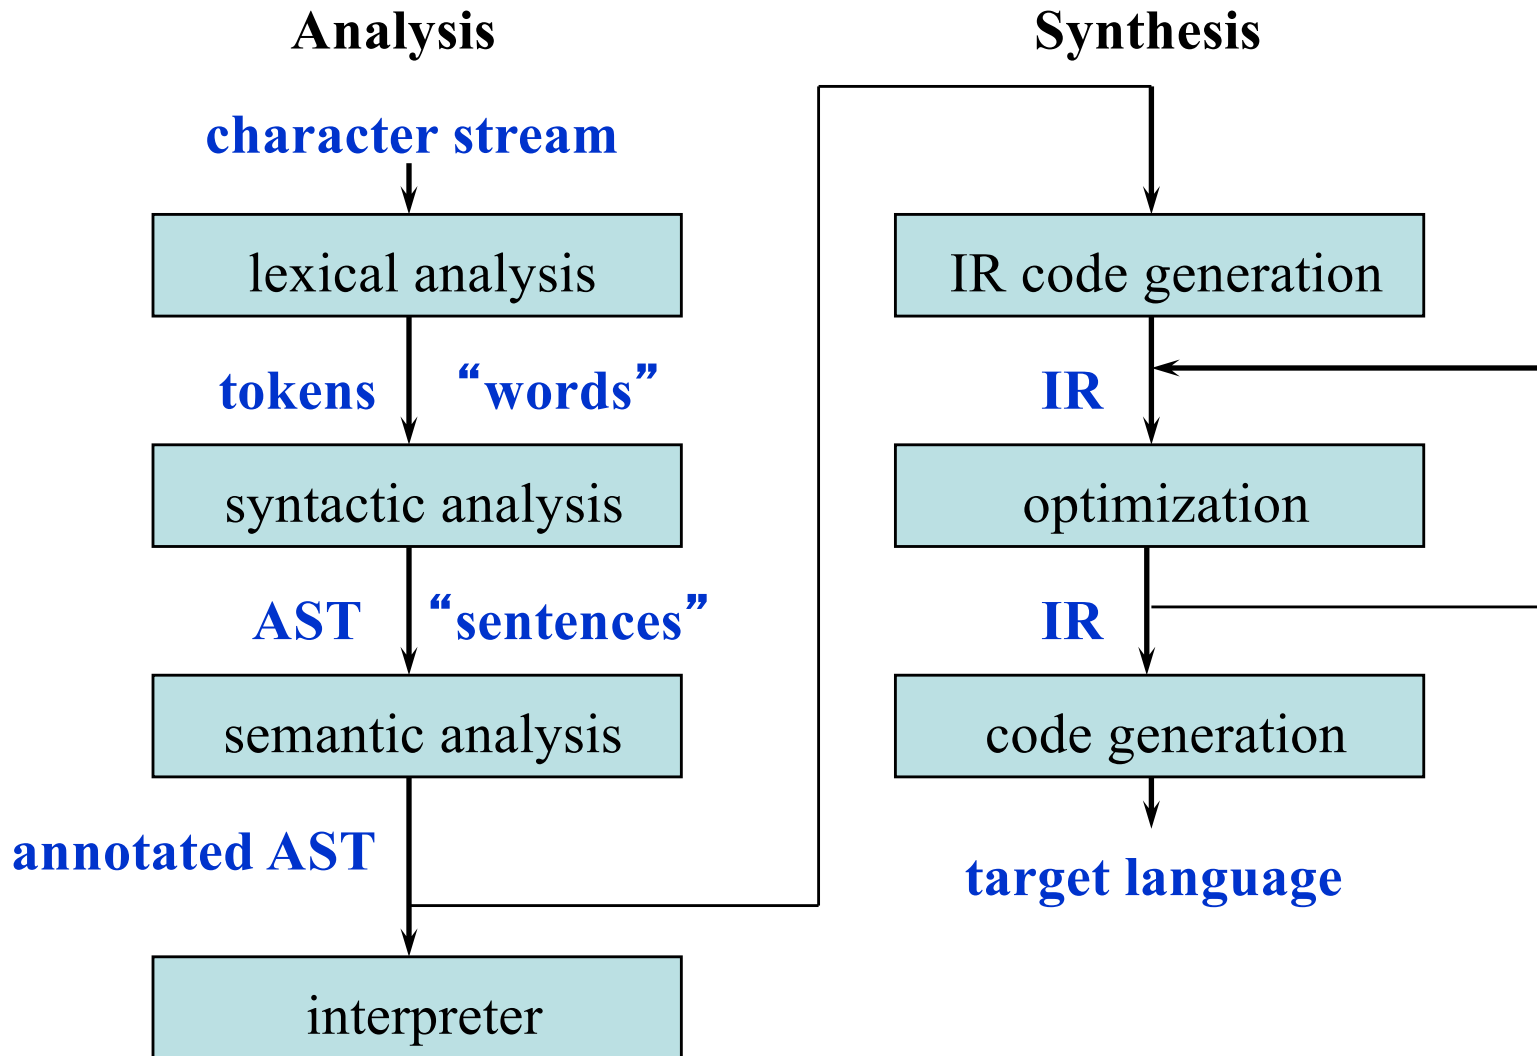 Analysis
character stream
lexical analysis
tokens “words”
syntactic analysis
AST “sentences”
semantic analysis
annotated AST
interpreter
Synthesis
IR code generation
IR
optimization
IR
code generation
target language